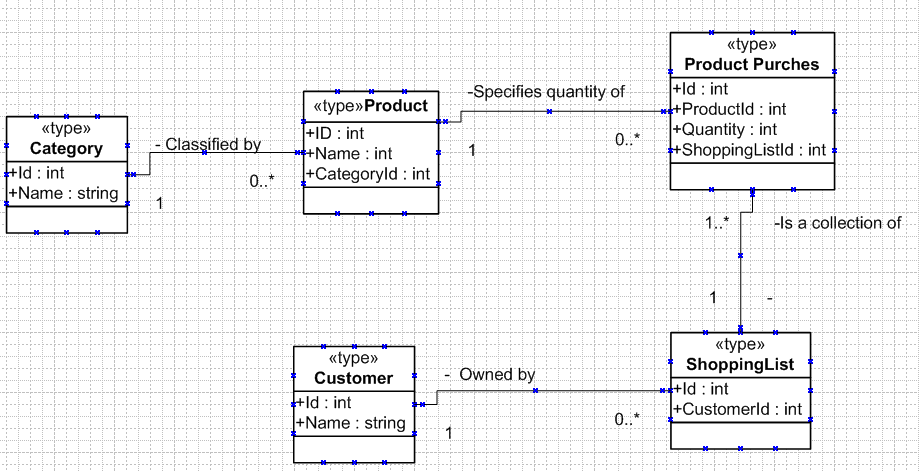 «type»
Category
+Id : int
+Name : string
- Classified by
1
0..*
«type»Product
+ID : int
+Name : int
+CategoryId : int
-Specifies quantity of
1
0..*
«type»
Product Purches
+Id : int
+ProductId : int
+Quantity : int
+ShoppingListId : int
1..*
-Is a collection of
1
-
«type»
Customer
+Id : int
+Name : string
- Owned by
1
0..*
«type»
ShoppingList
+Id : int
+CustomerId : int